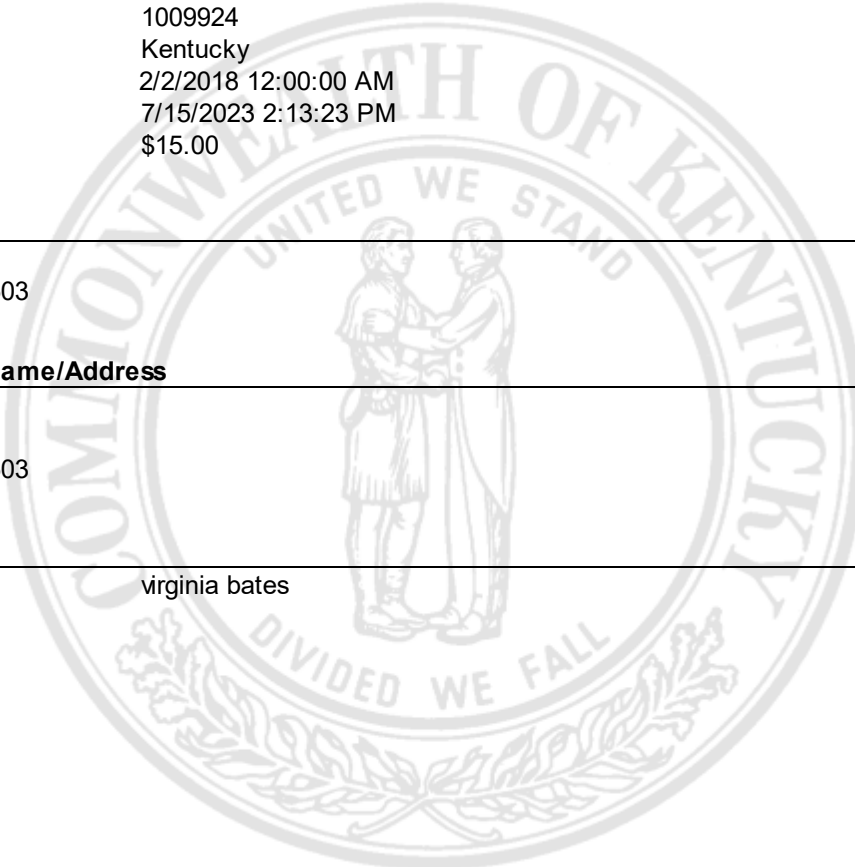 1009924
Kentucky
2/2/2018 12:00:00 AM
7/15/2023 2:13:23 PM
$15.00
COMMONWEALTH OF KENTUCKY
UNITED WE STAND
03
ame/Address
03
virginia bates
DIVIDED WE FALL